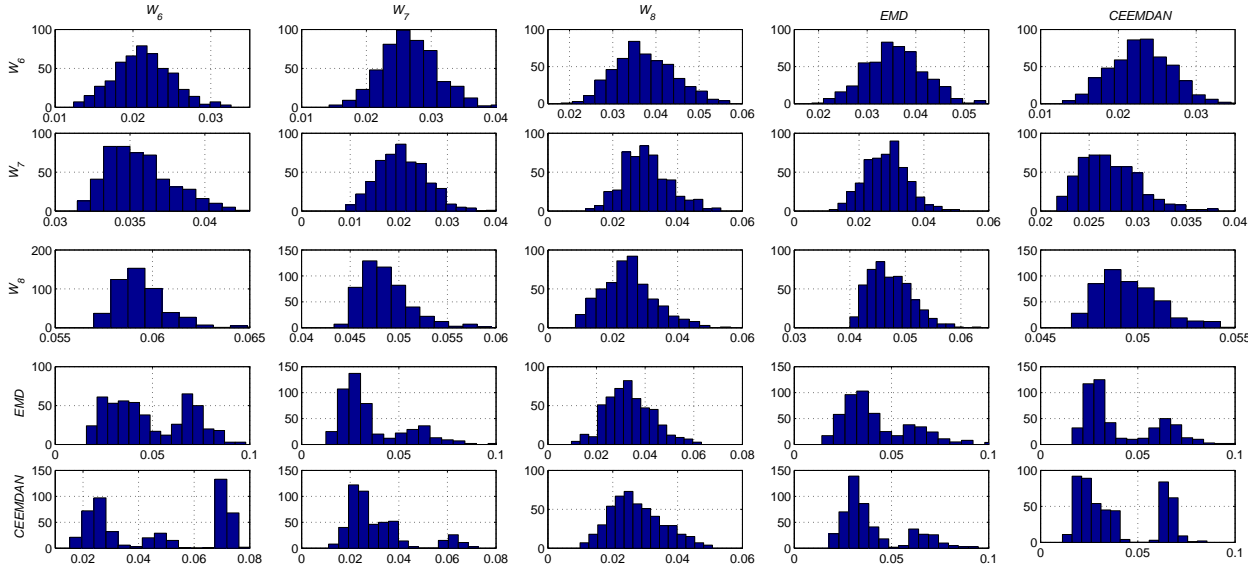 W6 W7 W8 EMD CEEMDAN
W6
100 100 100 100 100
50 50 50 50 50
0 0 0 0 0
0.01 0.02 0.03 0.01 0.02 0.03 0.04 0.02 0.03 0.04 0.05 0.06 0.02 0.03 0.04 0.05 0.01 0.02 0.03
W7
100 100 100 100 100
50 50 50 50 50
0 0 0 0 0
0.03 0.035 0.04 0 0.01 0.02 0.03 0.04 0 0.02 0.04 0.06 0 0.02 0.04 0.06 0.02 0.025 0.03 0.035 0.04
W8
200 150 100 150 150
100 100 50 100 100
50 50 50
0 0 0 0 0
0.055 0.06 0.065 0.04 0.045 0.05 0.055 0.06 0 0.02 0.04 0.06 0.03 0.04 0.05 0.06 0.045 0.05 0.055
EMD
100 150 100 150 150
50 100 50 100 100
50 50 50
0 0 0 0 0
0 0.05 0.1 0 0.05 0.1 0 0.02 0.04 0.06 0.08 0 0.05 0.1 0 0.05 0.1
CEEMDAN
150 150 100 150 100
100 100 50 100 50
50 50 50
0 0 0 0 0
0.02 0.04 0.06 0.08 0 0.02 0.04 0.06 0.08 0 0.02 0.04 0.06 0 0.05 0.1 0 0.05 0.1